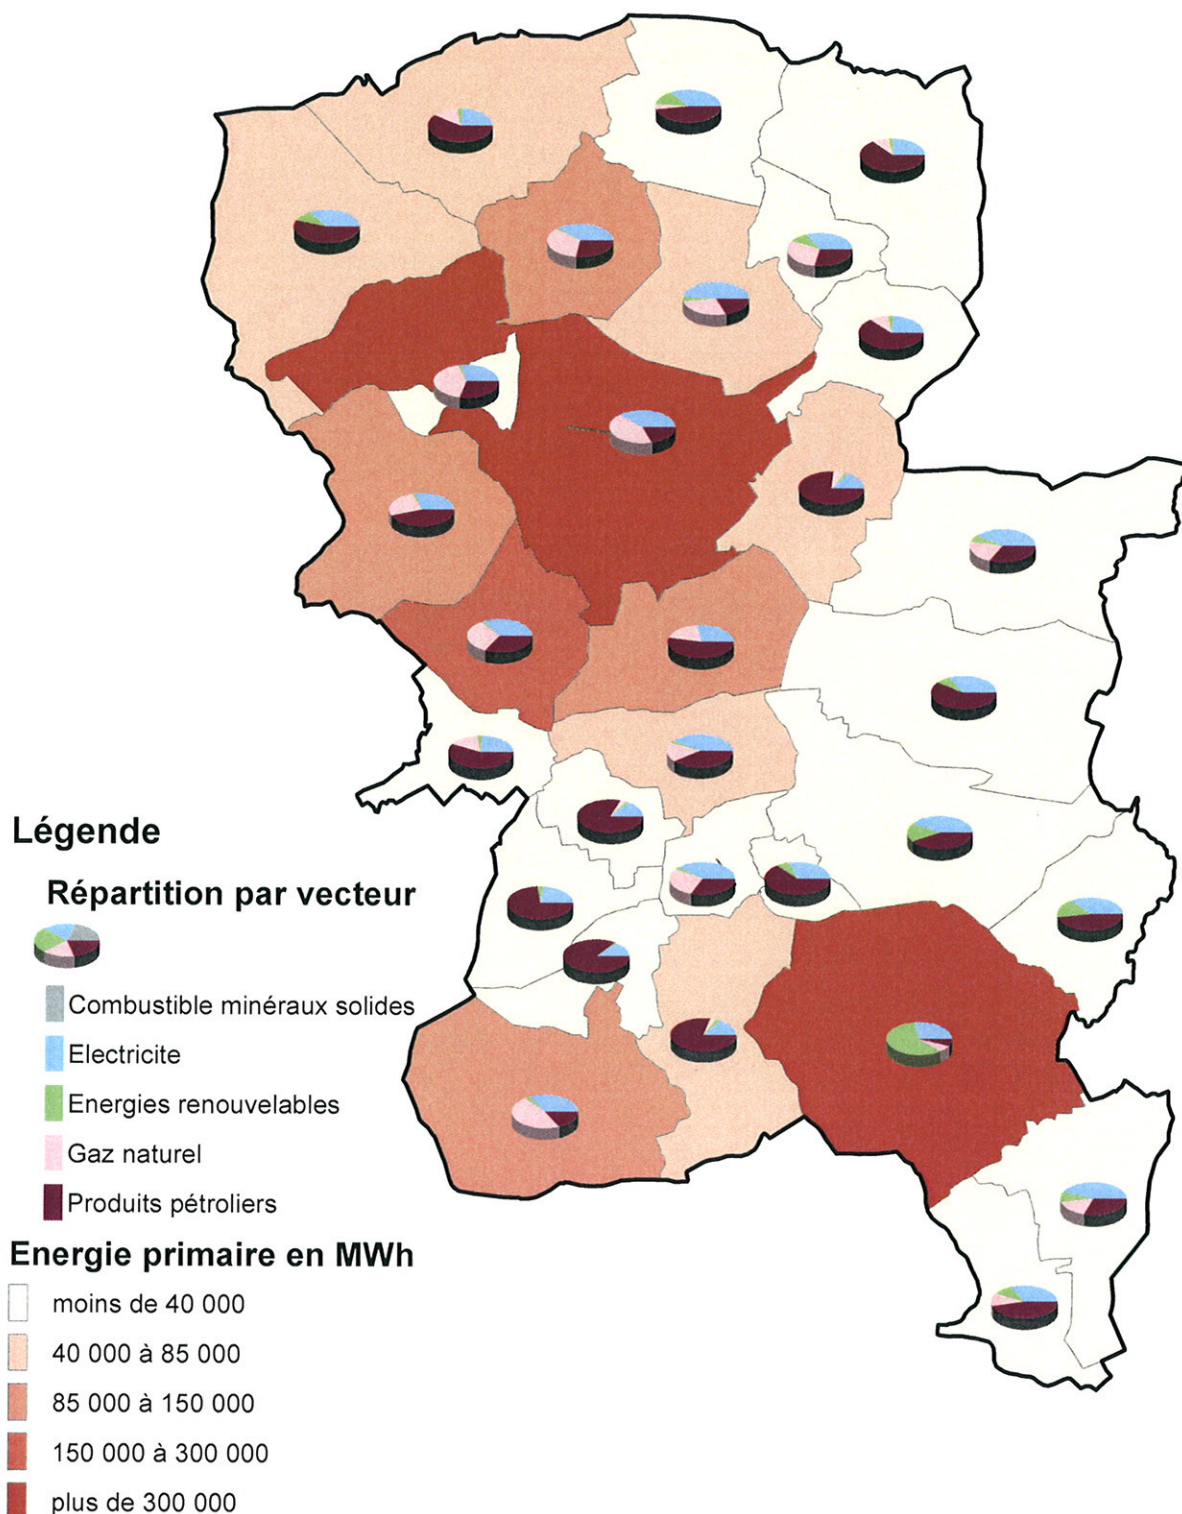 Légende
Répartition par vecteur
Combustible minéraux solides
Electricite
Energies renouvelables
Gaz naturel
Produits pétroliers
Energie primaire en MWh
moins de 40 000
40 000 à 85 000
85 000 à 150 000
150 000 à 300 000
plus de 300 000